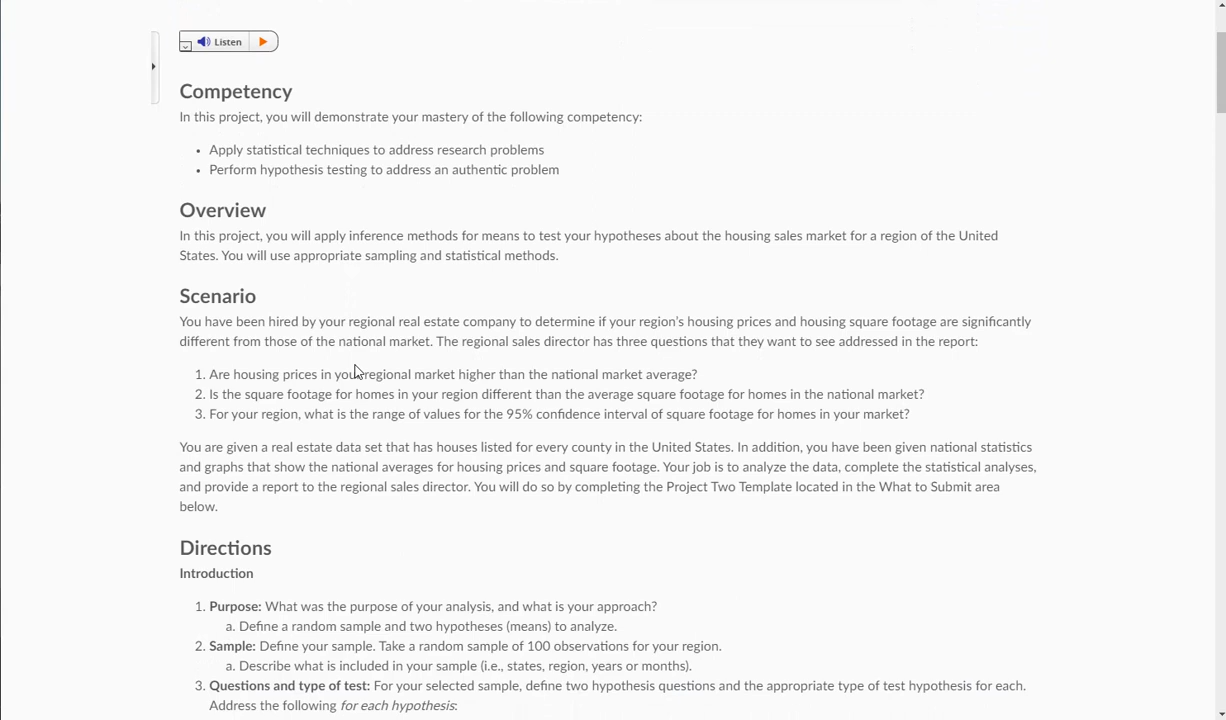 Listen
Competency
In this project, you will demonstrate your mastery of the following competency:
• Apply statistical techniques to address research problems
• Perform hypothesis testing to address an authentic problem
Overview
In this project, you will apply inference methods for means to test your hypotheses about the housing sales market for a region of the United
States. You will use appropriate sampling and statistical methods.
Scenario
You have been hired by your regional real estate company to determine if your region's housing prices and housing square footage are significantly
different from those of the national market. The regional sales director has three questions that they want to see addressed in the report:
1. Are housing prices in your regional market higher than the national market average?
2. Is the square footage for homes in your region different than the average square footage for homes in the national market?
3. For your region, what is the range of values for the 95% confidence interval of square footage for homes in your market?
You are given a real estate data set that has houses listed for every county in the United States. In addition, you have been given national statistics
and graphs that show the national averages for housing prices and square footage. Your job is to analyze the data, complete the statistical analyses,
and provide a report to the regional sales director. You will do so by completing the Project Two Template located in the What to Submit area
below.
Directions
Introduction
1. Purpose: What was the purpose of your analysis, and what is your approach?
a. Define a random sample and two hypotheses (means) to analyze.
2. Sample: Define your sample. Take a random sample of 100 observations for your region.
a. Describe what is included in your sample (i.e., states, region, years or months).
3. Questions and type of test: For your selected sample, define two hypothesis questions and the appropriate type of test hypothesis for each.
Address the following for each hypothesis: